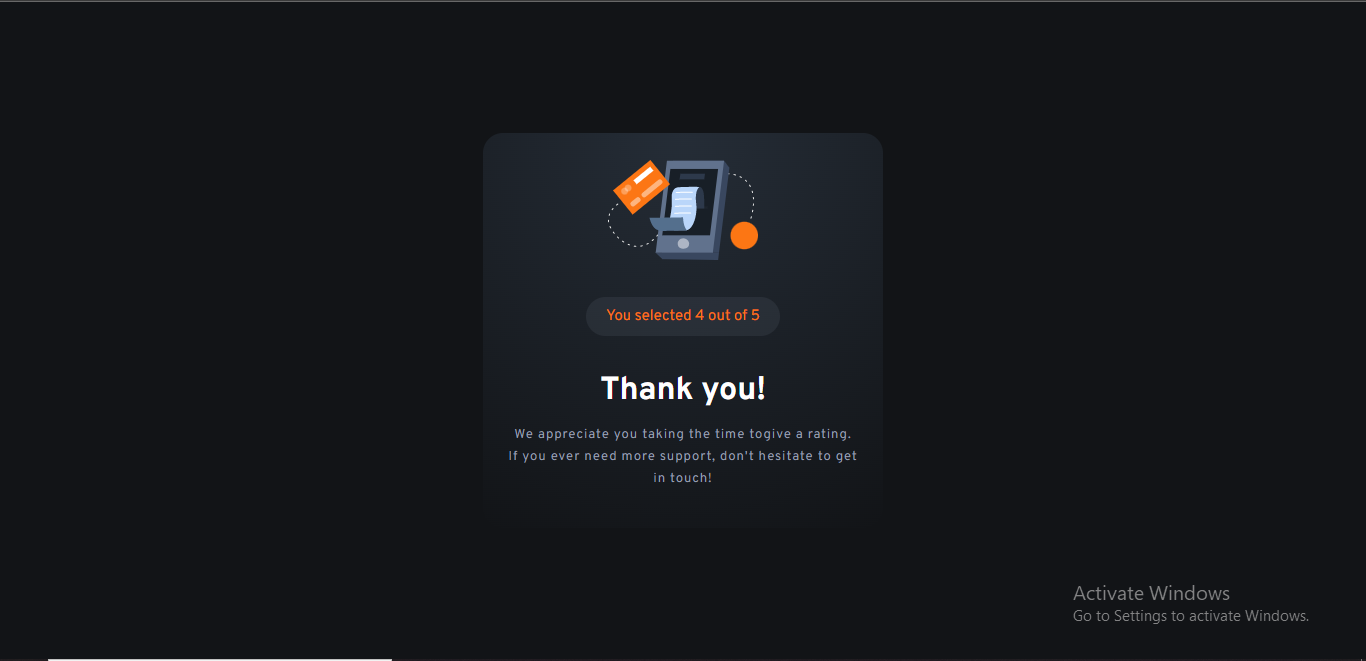 You selected 4 out of 5
Thank you!
We appreciate you taking the time togive a rating.
If you ever need more support, don't hesitate to get
in touch!
Activate Windows
Go to Settings to activate Windows.